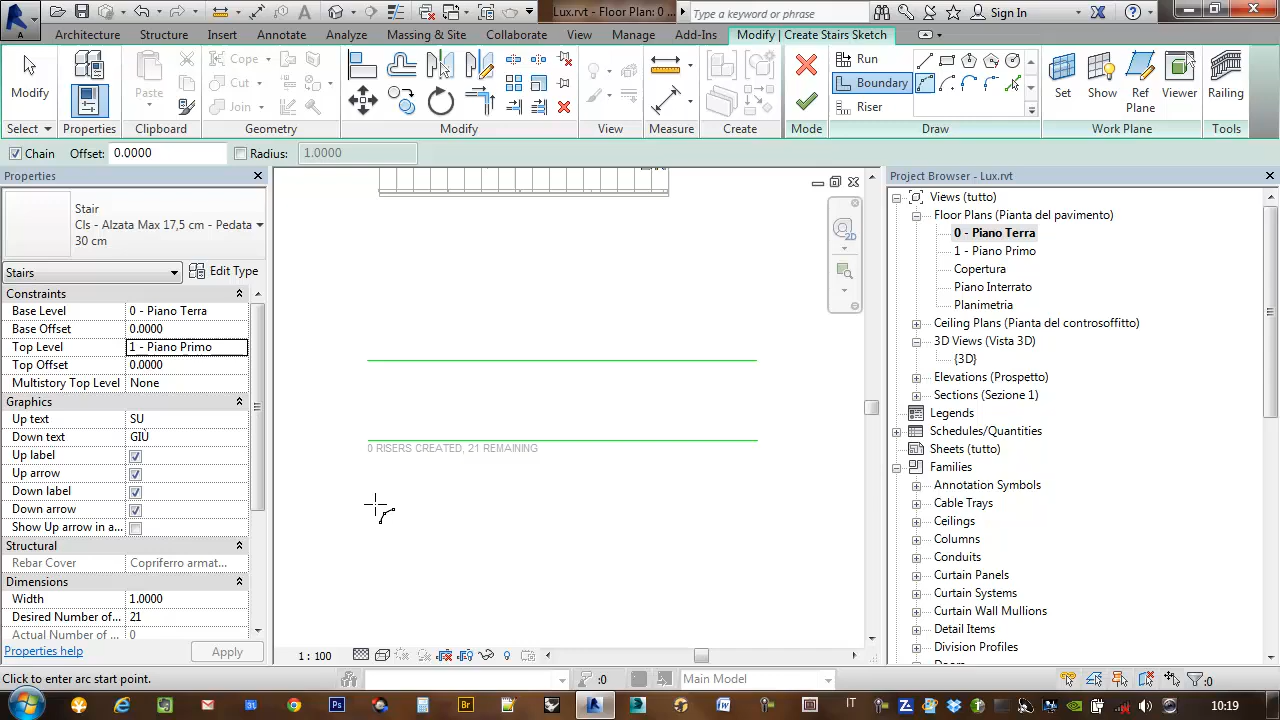 Lux.rvt - Floor Plan: 0 ...
Type a keyword or phrase
Sign In
Architecture
Structure
Insert
Annotate
Analyze
Massing & Site
Collaborate
View
Manage
Add-Ins
Modify | Create Stairs Sketch
Modify
Paste
Cope
Cut
Join
Run
Boundary
Riser
Set
Show
Ref
Plane
Viewer
Railing
Select
Properties
Clipboard
Geometry
Modify
View
Measure
Create
Mode
Draw
Work Plane
Tools
Chain
Offset: 0.0000
Radius: 1.0000
Properties
Stair
Cls - Alzata Max 17,5 cm - Pedata
30 cm
Stairs
Edit Type
Constraints
Base Level 0 - Piano Terra
Base Offset 0.0000
Top Level 1 - Piano Primo
Top Offset 0.0000
Multistory Top Level None
Graphics
Up text SU
Down text GIÙ
Up label
Up arrow
Down label
Down arrow
Show Up arrow in a...
Structural
Rebar Cover Copriferro armat...
Dimensions
Width 1.0000
Desired Number of... 21
Actual Number of 0
Properties help
Apply
0 RISERS CREATED, 21 REMAINING
2D
1 : 100
Project Browser - Lux.rvt
Views (tutto)
Floor Plans (Pianta del pavimento)
0 - Piano Terra
1 - Piano Primo
Copertura
Piano Interrato
Planimetria
Ceiling Plans (Pianta del controsoffitto)
3D Views (Vista 3D)
{3D}
Elevations (Prospetto)
Sections (Sezione 1)
Legends
Schedules/Quantities
Sheets (tutto)
Families
Annotation Symbols
Cable Trays
Ceilings
Columns
Conduits
Curtain Panels
Curtain Systems
Curtain Wall Mullions
Detail Items
Division Profiles
Click to enter arc start point.
:0
Main Model
:0
IT
10:19